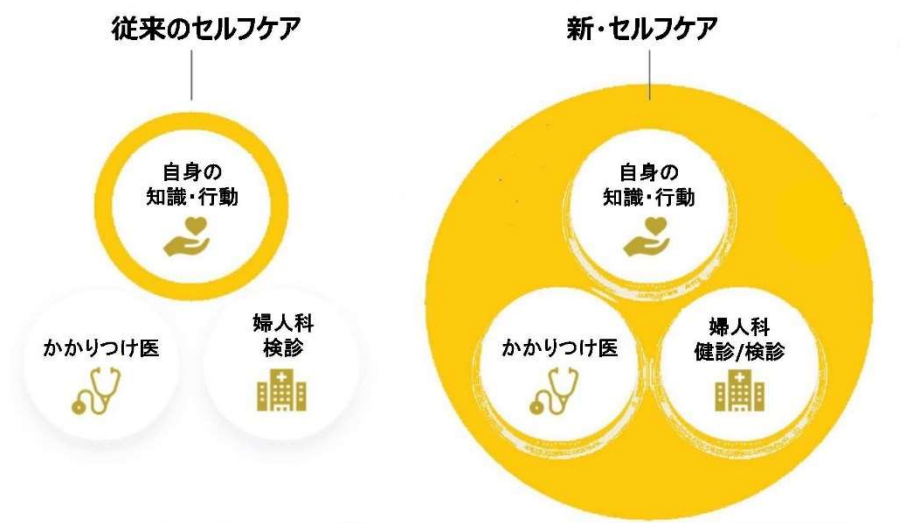 従来のセルフケア
自身の
知識・行動
かかりつけ医
婦人科
検診
新・セルフケア
自身の
知識・行動
かかりつけ医
婦人科
健診/検診